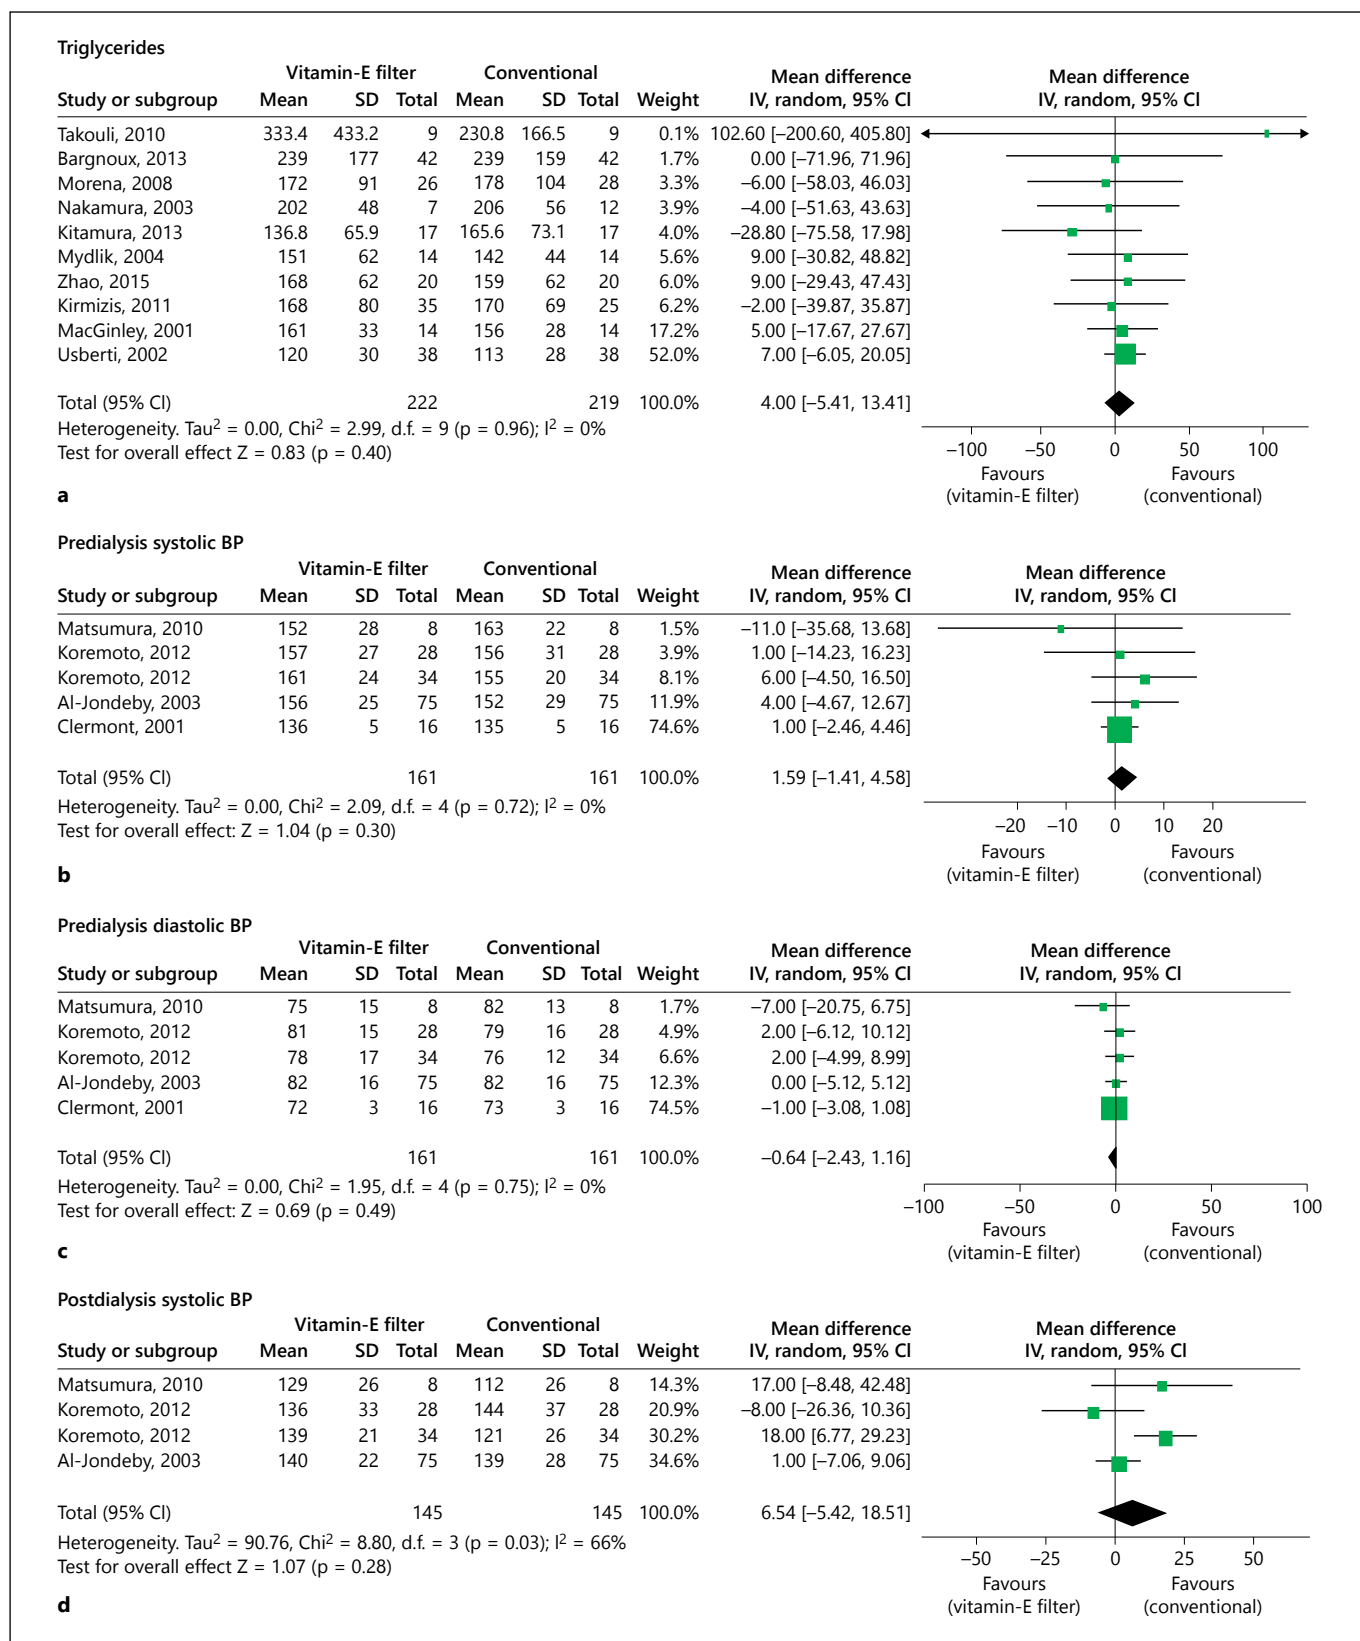 Triglycerides
Vitamin-E filter Conventional Mean difference Mean difference
Study or subgroup Mean SD Total Mean SD Total Weight IV, random, 95% CI IV, random, 95% CI
Takouli, 2010 333.4 433.2 9 230.8 166.5 9 0.1% 102.60 [–200.60, 405.80]
Bargnoux, 2013 239 177 42 239 159 42 1.7% 0.00 [–71.96, 71.96]
Morena, 2008 172 91 26 178 104 28 3.3% –6.00 [–58.03, 46.03]
Nakamura, 2003 202 48 7 206 56 12 3.9% –4.00 [–51.63, 43.63]
Kitamura, 2013 136.8 65.9 17 165.6 73.1 17 4.0% –28.80 [–75.58, 17.98]
Mydlik, 2004 151 62 14 142 44 14 5.6% 9.00 [–30.82, 48.82]
Zhao, 2015 168 62 20 159 62 20 6.0% 9.00 [–29.43, 47.43]
Kirmizis, 2011 168 80 35 170 69 25 6.2% –2.00 [–39.87, 35.87]
MacGinley, 2001 161 33 14 156 28 14 17.2% 5.00 [–17.67, 27.67]
Usberti, 2002 120 30 38 113 28 38 52.0% 7.00 [–6.05, 20.05]
Total (95% CI) 222 219 100.0% 4.00 [–5.41, 13.41]
Heterogeneity. Tau² = 0.00, Chi² = 2.99, d.f. = 9 (p = 0.96); I² = 0%
Test for overall effect Z = 0.83 (p = 0.40)
–100 –50 0 50 100
Favours Favours
(vitamin-E filter) (conventional)
a
Predialysis systolic BP
Vitamin-E filter Conventional Mean difference Mean difference
Study or subgroup Mean SD Total Mean SD Total Weight IV, random, 95% CI IV, random, 95% CI
Matsumura, 2010 152 28 8 163 22 8 1.5% –11.0 [–35.68, 13.68]
Koremoto, 2012 157 27 28 156 31 28 3.9% 1.00 [–14.23, 16.23]
Koremoto, 2012 161 24 34 155 20 34 8.1% 6.00 [–4.50, 16.50]
Al-Jondeby, 2003 156 25 75 152 29 75 11.9% 4.00 [–4.67, 12.67]
Clermont, 2001 136 5 16 135 5 16 74.6% 1.00 [–2.46, 4.46]
Total (95% CI) 161 161 100.0% 1.59 [–1.41, 4.58]
Heterogeneity. Tau² = 0.00, Chi² = 2.09, d.f. = 4 (p = 0.72); I² = 0%
Test for overall effect: Z = 1.04 (p = 0.30)
–20 –10 0 10 20
Favours Favours
(vitamin-E filter) (conventional)
b
Predialysis diastolic BP
Vitamin-E filter Conventional Mean difference Mean difference
Study or subgroup Mean SD Total Mean SD Total Weight IV, random, 95% CI IV, random, 95% CI
Matsumura, 2010 75 15 8 82 13 8 1.7% –7.00 [–20.75, 6.75]
Koremoto, 2012 81 15 28 79 16 28 4.9% 2.00 [–6.12, 10.12]
Koremoto, 2012 78 17 34 76 12 34 6.6% 2.00 [–4.99, 8.99]
Al-Jondeby, 2003 82 16 75 82 16 75 12.3% 0.00 [–5.12, 5.12]
Clermont, 2001 72 3 16 73 3 16 74.5% –1.00 [–3.08, 1.08]
Total (95% CI) 161 161 100.0% –0.64 [–2.43, 1.16]
Heterogeneity. Tau² = 0.00, Chi² = 1.95, d.f. = 4 (p = 0.75); I² = 0%
Test for overall effect: Z = 0.69 (p = 0.49)
–100 –50 0 50 100
Favours Favours
(vitamin-E filter) (conventional)
c
Postdialysis systolic BP
Vitamin-E filter Conventional Mean difference Mean difference
Study or subgroup Mean SD Total Mean SD Total Weight IV, random, 95% CI IV, random, 95% CI
Matsumura, 2010 129 26 8 112 26 8 14.3% 17.00 [–8.48, 42.48]
Koremoto, 2012 136 33 28 144 37 28 20.9% –8.00 [–26.36, 10.36]
Koremoto, 2012 139 21 34 121 26 34 30.2% 18.00 [6.77, 29.23]
Al-Jondeby, 2003 140 22 75 139 28 75 34.6% 1.00 [–7.06, 9.06]
Total (95% CI) 145 145 100.0% 6.54 [–5.42, 18.51]
Heterogeneity. Tau² = 90.76, Chi² = 8.80, d.f. = 3 (p = 0.03); I² = 66%
Test for overall effect Z = 1.07 (p = 0.28)
–50 –25 0 25 50
Favours Favours
(vitamin-E filter) (conventional)
d